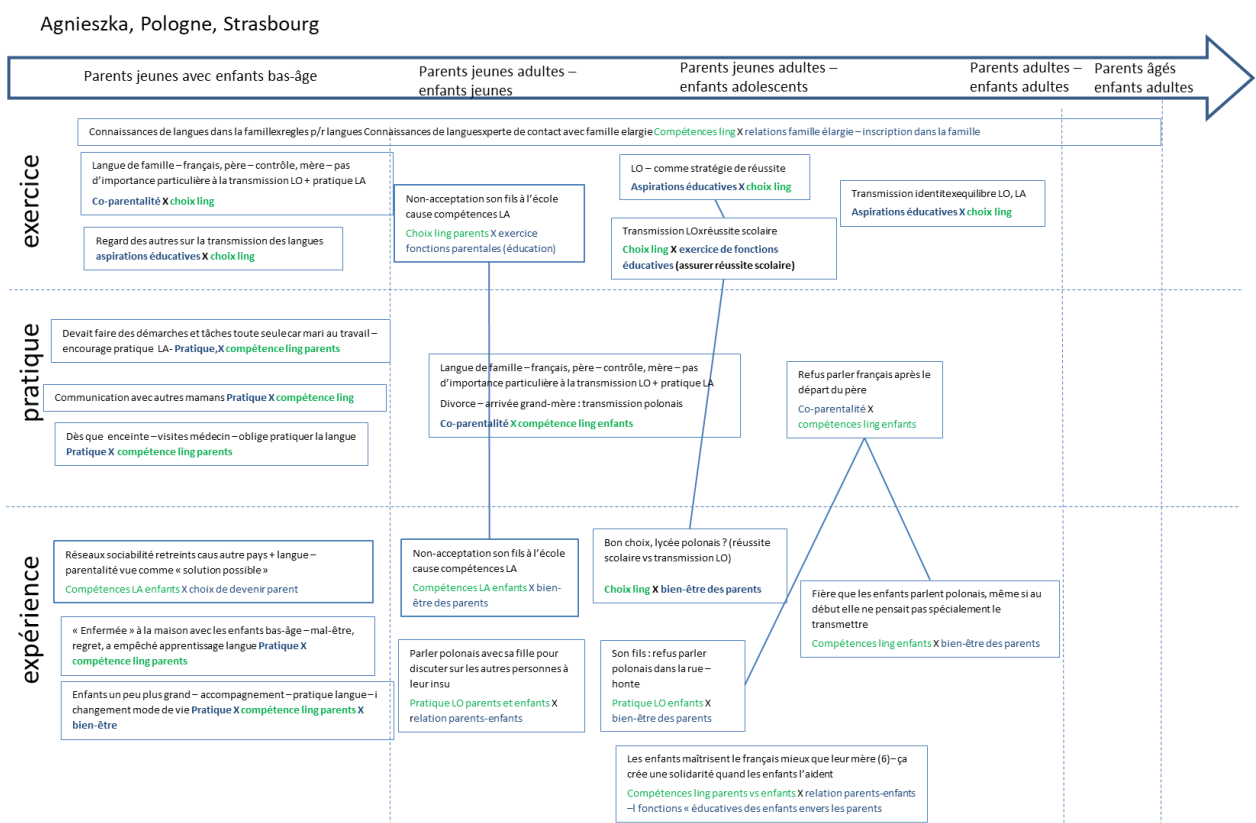 Agnieszka, Pologne, Strasbourg
Parents jeunes avec enfants bas-âge
Parents jeunes adultes –
enfants jeunes
Parents jeunes adultes –
enfants adolescents
Parents adultes –
enfants adultes
Parents âgés
enfants adultes
exercice
Connaissances de langues dans la famillexregles p/r langues Connaissances de languesxperte de contact avec famille elargie Compétences ling X relations famille élargie – inscription dans la famille
Langue de famille – français, père – contrôle, mère – pas
d’importance particulière à la transmission LO + pratique LA
Co-parentalité X choix ling
Regard des autres sur la transmission des langues
aspirations éducatives X choix ling
Non-acceptation son fils à l’école
cause compétences LA
Choix ling parents X exercice
fonctions parentales (éducation)
LO – comme stratégie de réussite
Aspirations éducatives X choix ling
Transmission LOxréussite scolaire
Choix ling X exercice de fonctions
éducatives (assurer réussite scolaire)
Transmission identitexequilibre LO, LA
Aspirations éducatives X choix ling
pratique
Devait faire des démarches et tâches toute seule car mari au travail –
encourage pratique LA- Pratique,X compétence ling parents
Communication avec autres mamans Pratique X compétence ling
Dès que enceinte – visites médecin – oblige pratiquer la langue
Pratique X compétence ling parents
Langue de famille – français, père – contrôle, mère – pas
d’importance particulière à la transmission LO + pratique LA
Divorce – arrivée grand-mère : transmission polonais
Co-parentalité X compétences ling enfants
Refus parler français après le
départ du père
Co-parentalité X
compétences ling enfants
expérience
Réseaux sociabilité retreints caus autre pays + langue –
parentalité vue comme « solution possible »
Compétences LA enfants X choix de devenir parent
« Enfermée » à la maison avec les enfants bas-âge – mal-être,
regret, a empêché apprentissage langue Pratique X
compétence ling parents
Enfants un peu plus grand – accompagnement – pratique langue – i
changement mode de vie Pratique X compétence ling parents X
bien-être
Non-acceptation son fils à l’école
cause compétences LA
Compétences LA enfants X bien-
être des parents
Parler polonais avec sa fille pour
discuter sur les autres personnes à
leur insu
Pratique LO parents et enfants X
relation parents-enfants
Bon choix, lycée polonais ? (réussite
scolaire vs transmission LO)
Choix ling X bien-être des parents
Son fils : refus parler
polonais dans la rue –
honte
Pratique LO enfants X
bien-être des parents
Fière que les enfants parlent polonais, même si au
début elle ne pensait pas spécialement le
transmettre
Compétences ling enfants X bien-être des parents
Les enfants maîtrisent le français mieux que leur mère (6) – ça
crée une solidarité quand les enfants l’aident
Compétences ling parents vs enfants X relation parents-enfants
–l fonctions « éducatives des enfants envers les parents